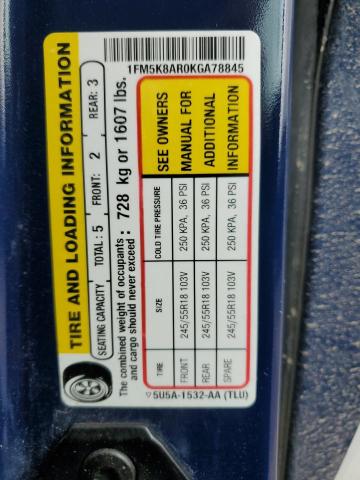 1FM5K8AR0KGA78845
TIRE AND LOADING INFORMATION
SEATING CAPACITY TOTAL: 5 FRONT: 2 REAR: 3
The combined weight of occupants and cargo should never exceed: 728 kg or 1607 lbs.
TIRE SIZE COLD TIRE PRESSURE SEE OWNERS
FRONT 245/55R18 103V 250 KPA, 36 PSI MANUAL FOR
REAR 245/55R18 103V 250 KPA, 36 PSI ADDITIONAL
SPARE 245/55R18 103V 250 KPA, 36 PSI INFORMATION
▽5U5A-1532-AA (TLU)